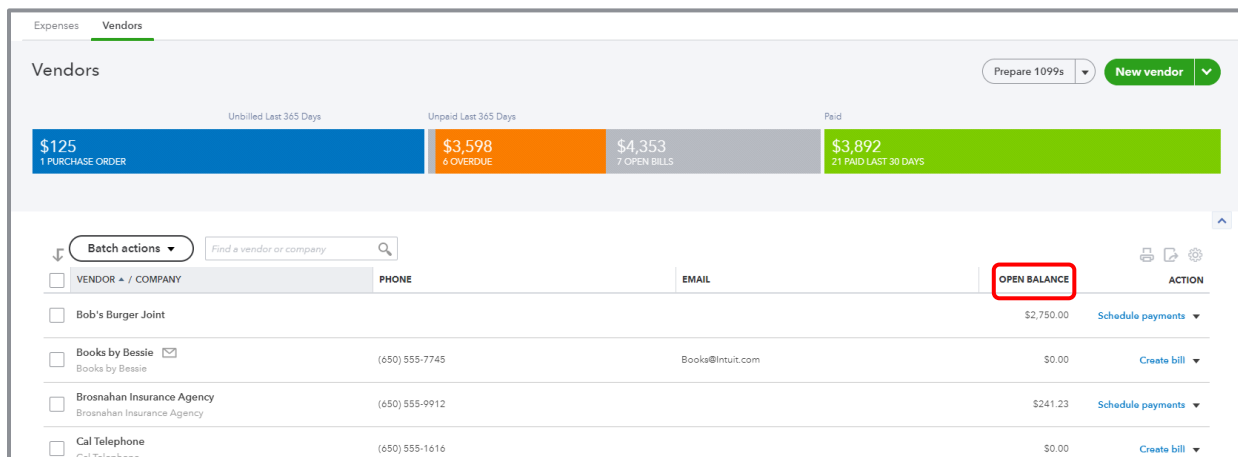 Expenses Vendors
Vendors
Prepare 1099s New vendor
Unbilled Last 365 Days Unpaid Last 365 Days Paid
$125 $3,598 $4,353 $3,892
1 PURCHASE ORDER 6 OVERDUE 7 OPEN BILLS 21 PAID LAST 30 DAYS
Batch actions Find a vendor or company
VENDOR / COMPANY PHONE EMAIL OPEN BALANCE ACTION
Bob's Burger Joint $2,750.00 Schedule payments
Books by Bessie (650) 555-7745 Books@Intuit.com $0.00 Create bill
Books by Bessie
Brosnahan Insurance Agency (650) 555-9912 $241.23 Schedule payments
Brosnahan Insurance Agency
Cal Telephone (650) 555-1616 $0.00 Create bill
Cal Telephone